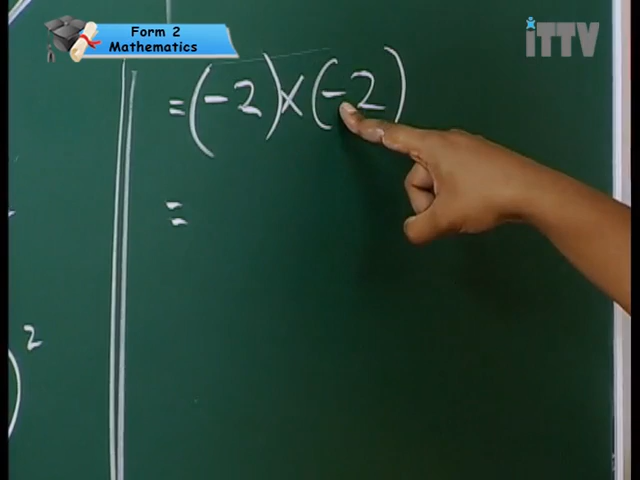 Form 2
Mathematics
iTTV
= (-2) × (-2)
=
) ²